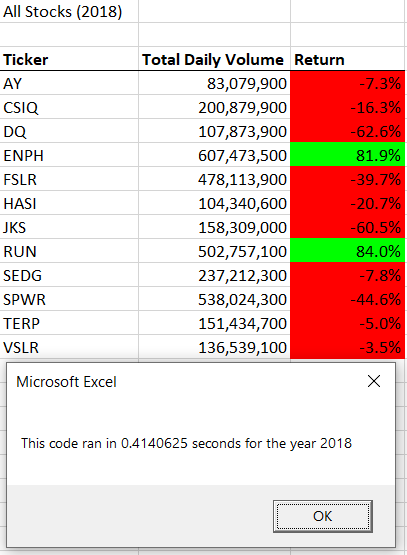 All Stocks (2018)
Ticker Total Daily Volume Return
AY 83,079,900 -7.3%
CSIQ 200,879,900 -16.3%
DQ 107,873,900 -62.6%
ENPH 607,473,500 81.9%
FSLR 478,113,900 -39.7%
HASI 104,340,600 -20.7%
JKS 158,309,000 -60.5%
RUN 502,757,100 84.0%
SEDG 237,212,300 -7.8%
SPWR 538,024,300 -44.6%
TERP 151,434,700 -5.0%
VSLR 136,539,100 -3.5%
Microsoft Excel
This code ran in 0.4140625 seconds for the year 2018
OK